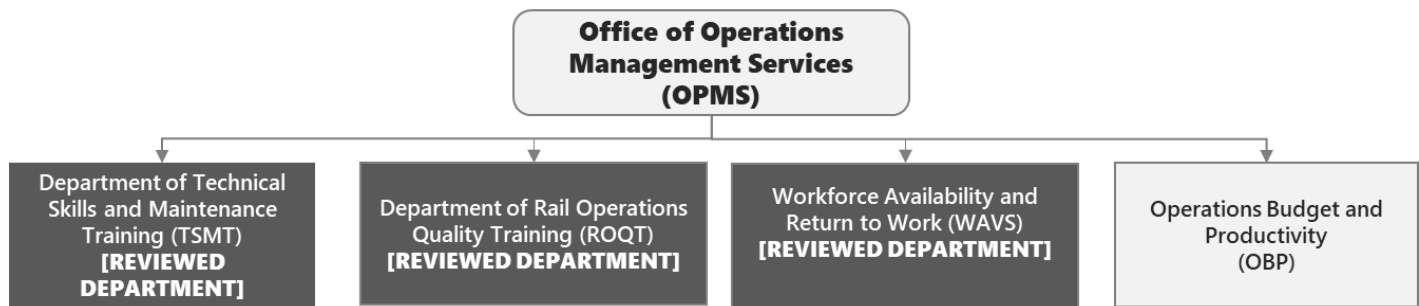 Office of Operations
Management Services
(OPMS)
Department of Technical
Skills and Maintenance
Training (TSMT)
[REVIEWED
DEPARTMENT]
Department of Rail Operations
Quality Training (ROQT)
[REVIEWED DEPARTMENT]
Workforce Availability and
Return to Work (WAVS)
[REVIEWED DEPARTMENT]
Operations Budget and
Productivity
(OBP)